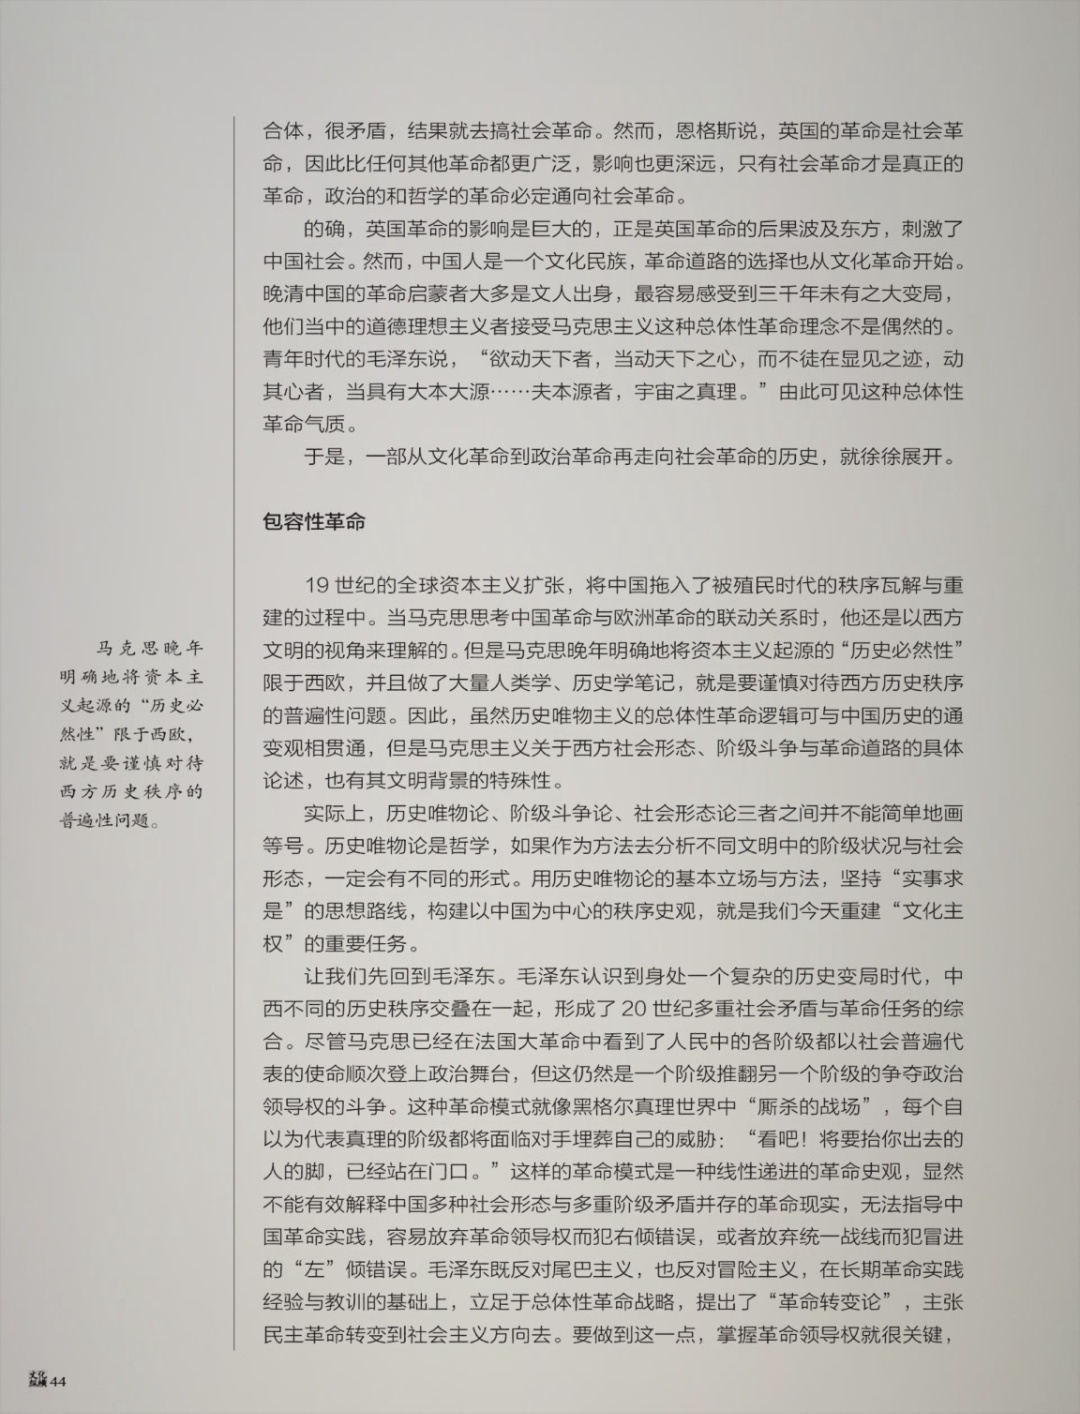 合体，很矛盾，结果就去搞社会革命。然而，恩格斯说，英国的革命是社会革
命，因此比任何其他革命都更广泛，影响也更深远，只有社会革命才是真正的
革命，政治的和哲学的革命必定通向社会革命。
的确，英国革命的影响是巨大的，正是英国革命的后果波及东方，刺激了
中国社会。然而，中国人是一个文化民族，革命道路的选择也从文化革命开始。
晚清中国的革命启蒙者大多是文人出身，最容易感受到三千年未有之大变局，
他们当中的道德理想主义者接受马克思主义这种总体性革命理念不是偶然的。
青年时代的毛泽东说，“欲动天下者，当动天下之心，而不徒在显见之迹，动
其心者，当具有大本大源……夫本源者，宇宙之真理。”由此可见这种总体性
革命气质。
于是，一部从文化革命到政治革命再走向社会革命的历史，就徐徐展开。
包容性革命
19世纪的全球资本主义扩张，将中国拖入了被殖民时代的秩序瓦解与重
建的过程中。当马克思思考中国革命与欧洲革命的联动关系时，他还是以西方
文明的视角来理解的。但是马克思晚年明确地将资本主义起源的“历史必然性”
限于西欧，并且做了大量人类学、历史学笔记，就是要谨慎对待西方历史秩序
的普遍性问题。因此，虽然历史唯物主义的总体性革命逻辑可与中国历史的通
变观相贯通，但是马克思主义关于西方社会形态、阶级斗争与革命道路的具体
论述，也有其文明背景的特殊性。
实际上，历史唯物论、阶级斗争论、社会形态论三者之间并不能简单地画
等号。历史唯物论是哲学，如果作为方法去分析不同文明中的阶级状况与社会
形态，一定会有不同的形式。用历史唯物论的基本立场与方法，坚持“实事求
是”的思想路线，构建以中国为中心的秩序史观，就是我们今天重建“文化主
权”的重要任务。
让我们先回到毛泽东。毛泽东认识到身处一个复杂的历史变局时代，中
西不同的历史秩序交叠在一起，形成了20世纪多重社会矛盾与革命任务的综
合。尽管马克思已经在法国大革命中看到了人民中的各阶级都以社会普遍代
表的使命顺次登上政治舞台，但这仍然是一个阶级推翻另一个阶级的争夺政治
领导权的斗争。这种革命模式就像黑格尔真理世界中“厮杀的战场”，每个自
以为代表真理的阶级都将面临对手埋葬自己的威胁：“看吧！将要抬你出去的
人的脚，已经站在门口。”这样的革命模式是一种线性递进的革命史观，显然
不能有效解释中国多种社会形态与多重阶级矛盾并存的革命现实，无法指导中
国革命实践，容易放弃革命领导权而犯右倾错误，或者放弃统一战线而犯冒进
的“左”倾错误。毛泽东既反对尾巴主义，也反对冒险主义，在长期革命实践
经验与教训的基础上，立足于总体性革命战略，提出了“革命转变论”，主张
民主革命转变到社会主义方向去。要做到这一点，掌握革命领导权就很关键，
马克思晚年
明确地将资本主
义起源的“历史必
然性”限于西欧，
就是要谨慎对待
西方历史秩序的
普遍性问题。
文化
纵横 44